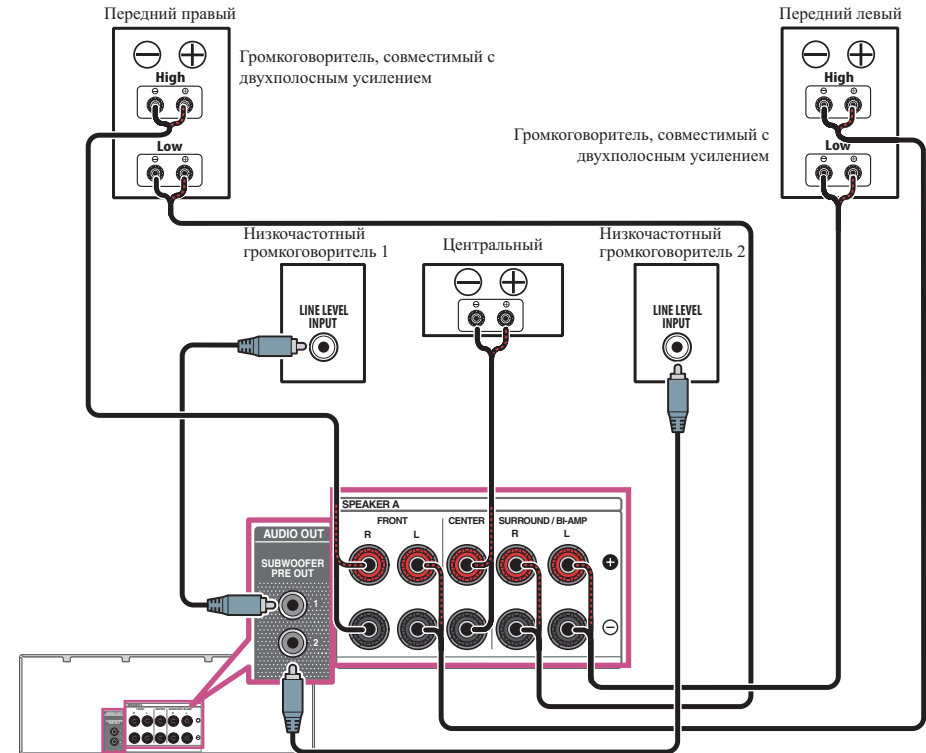 Передний правый
Передний левый
Громкоговоритель, совместимый с
двухполосным усилением
High
Low
High
Low
Громкоговоритель, совместимый с
двухполосным усилением
Низкочастотный
громкоговоритель 1
Центральный
Низкочастотный
громкоговоритель 2
LINE LEVEL
INPUT
LINE LEVEL
INPUT
SPEAKER A
FRONT
CENTER
SURROUND / BI-AMP
R
L
R
L
AUDIO OUT
SUBWOOFER
PRE OUT
1
2